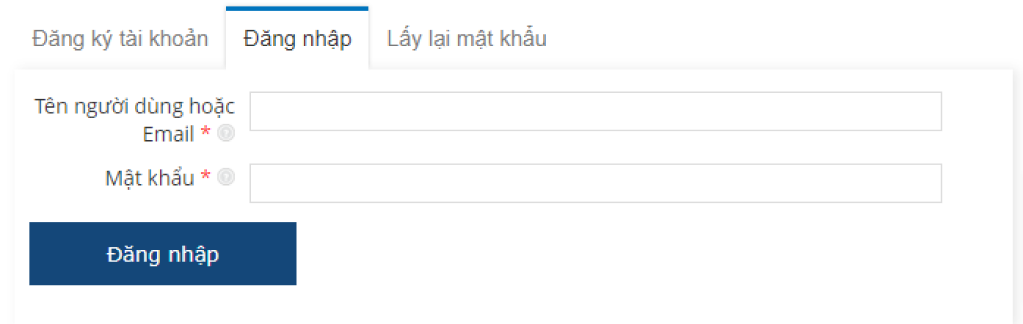 Đăng ký tài khoản Đăng nhập Lấy lại mật khẩu
Tên người dùng hoặc
Email *
Mật khẩu *
Đăng nhập